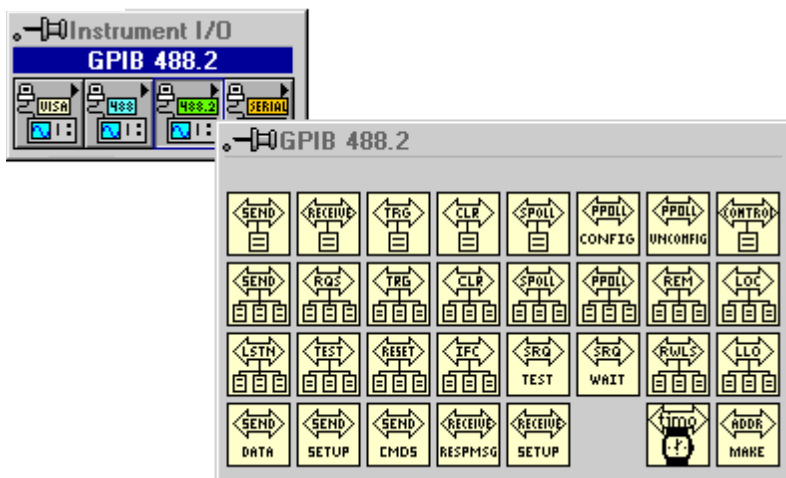 Instrument I/O
GPIB 488.2
VISA 488 488.2 SERIAL
GPIB 488.2
SEND RECEIVE TRG CLR SPOLL PPOLL PPOLL CONTROL
CONFIG UNCONFIG
SEND RQS TRG CLR SPOLL PPOLL REM LOC
LSTN TEST RESET IFC SRQ SRQ RWLS LLO
TEST WAIT
SEND SEND SEND RECEIVE RECEIVE timo ADDR
DATA SETUP CMDS RESPMSG SETUP MAKE